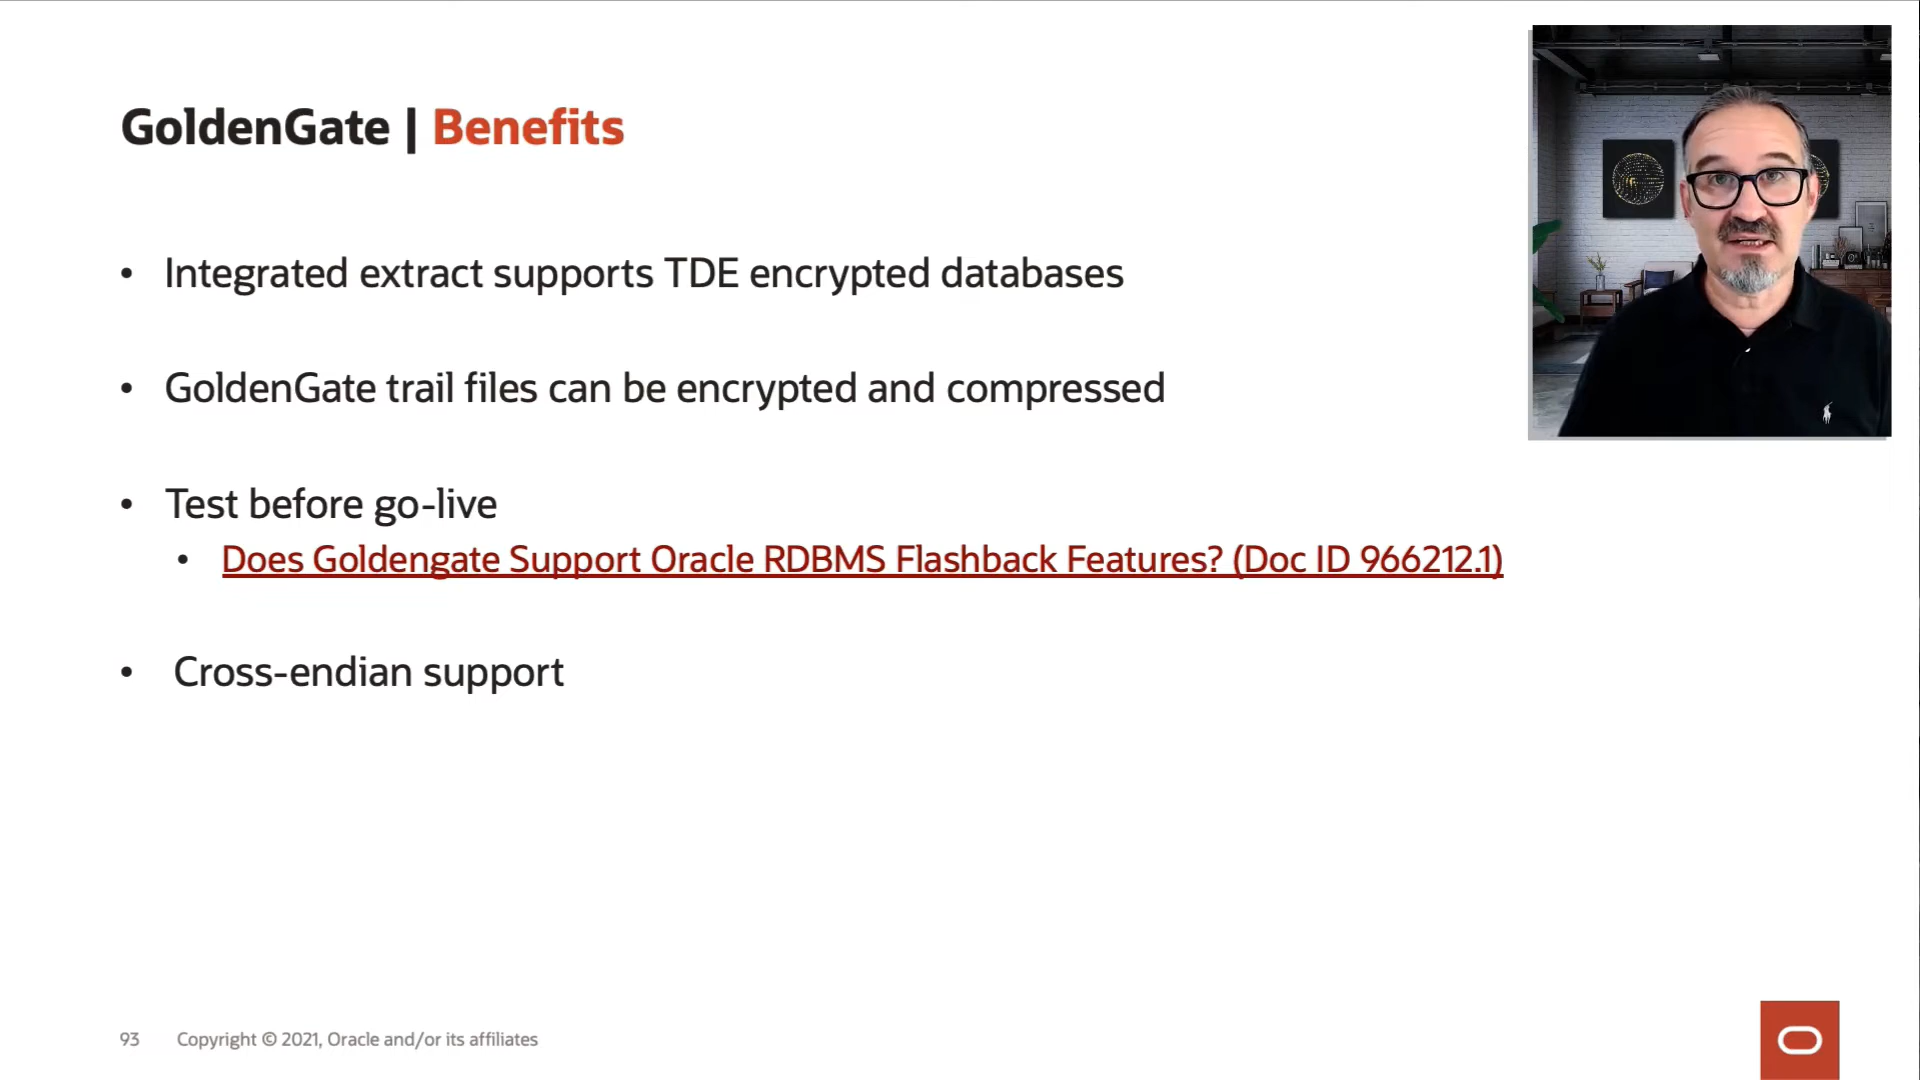 GoldenGate | Benefits
• Integrated extract supports TDE encrypted databases
• GoldenGate trail files can be encrypted and compressed
• Test before go-live
• Does Goldengate Support Oracle RDBMS Flashback Features? (Doc ID 966212.1)
• Cross-endian support
93 Copyright © 2021, Oracle and/or its affiliates